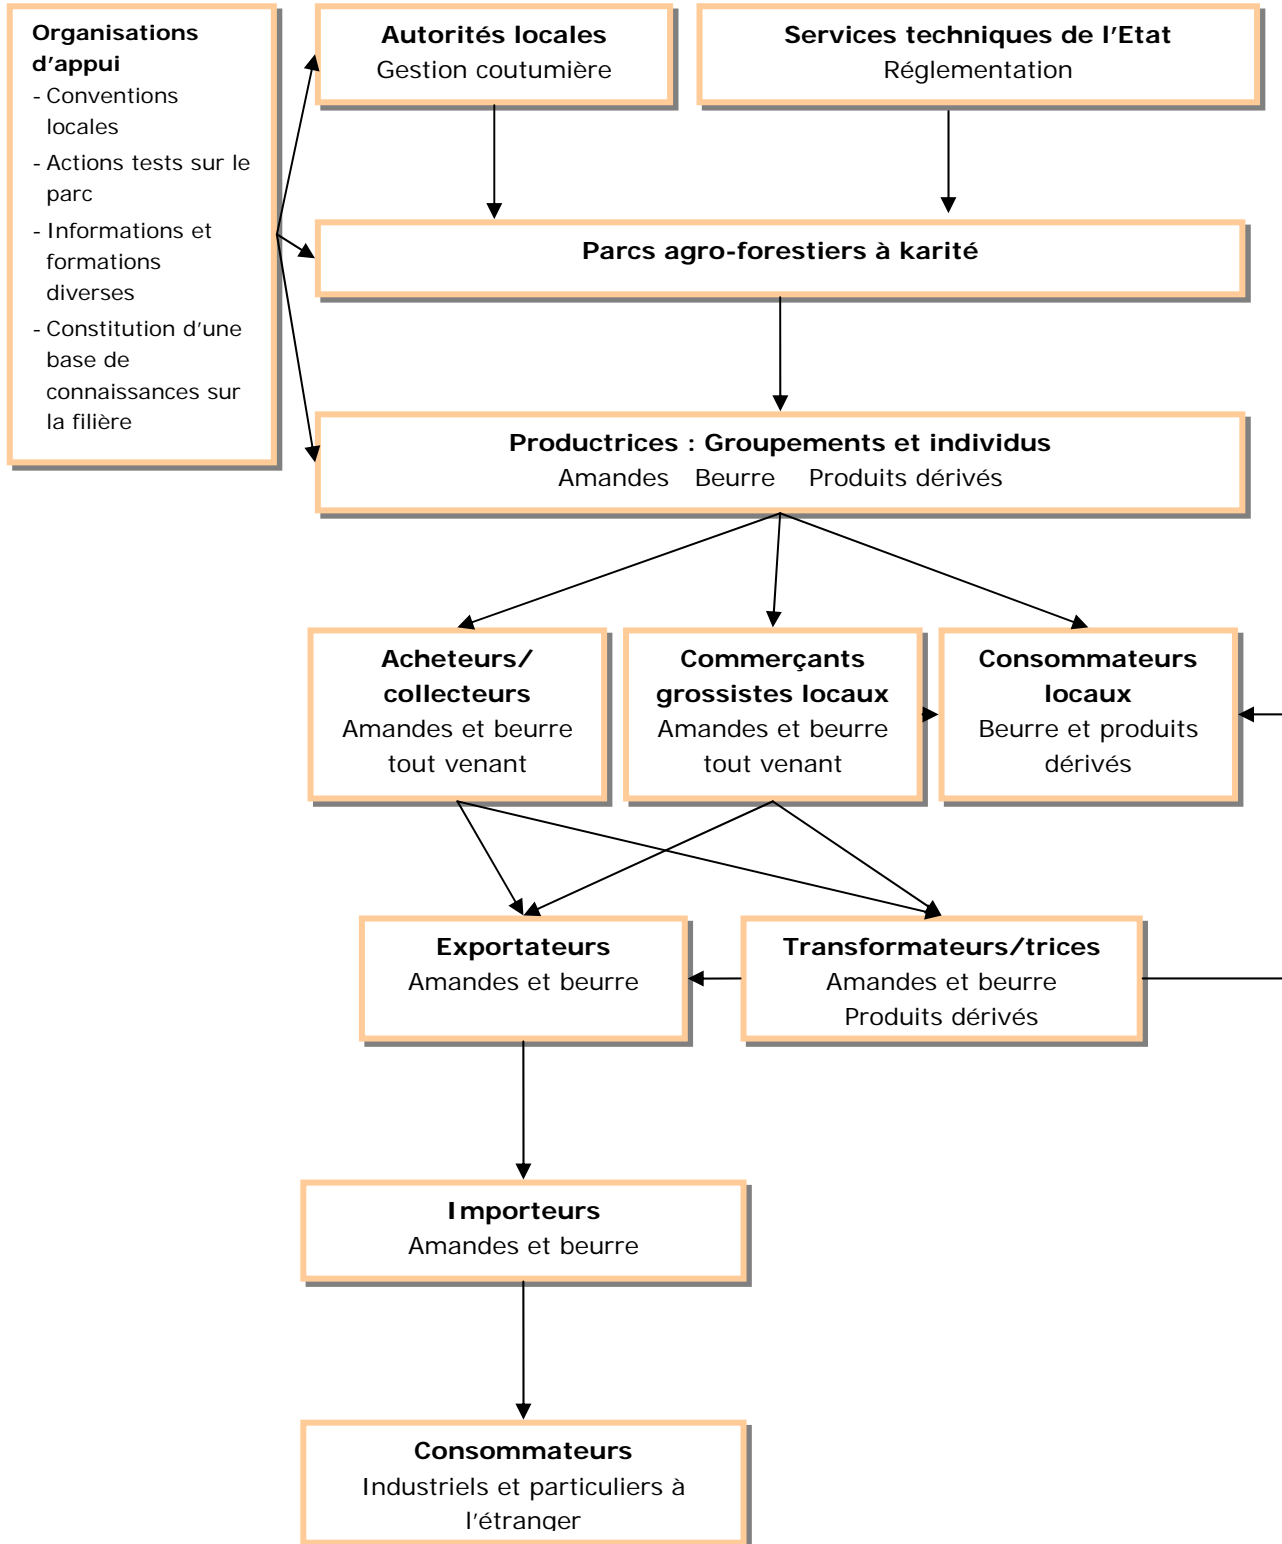 Organisations
d'appui
- Conventions
locales
- Actions tests sur le
parc
- Informations et
formations
diverses
- Constitution d'une
base de
connaissances sur
la filière
Autorités locales
Gestion coutumière
Services techniques de l'Etat
Réglementation
Parcs agro-forestiers à karité
Productrices : Groupements et individus
Amandes Beurre Produits dérivés
Acheteurs/
collecteurs
Amandes et beurre
tout venant
Commerçants
grossistes locaux
Amandes et beurre
tout venant
Consommateurs
locaux
Beurre et produits
dérivés
Exportateurs
Amandes et beurre
Transformateurs/trices
Amandes et beurre
Produits dérivés
Importeurs
Amandes et beurre
Consommateurs
Industriels et particuliers à
l'étranger